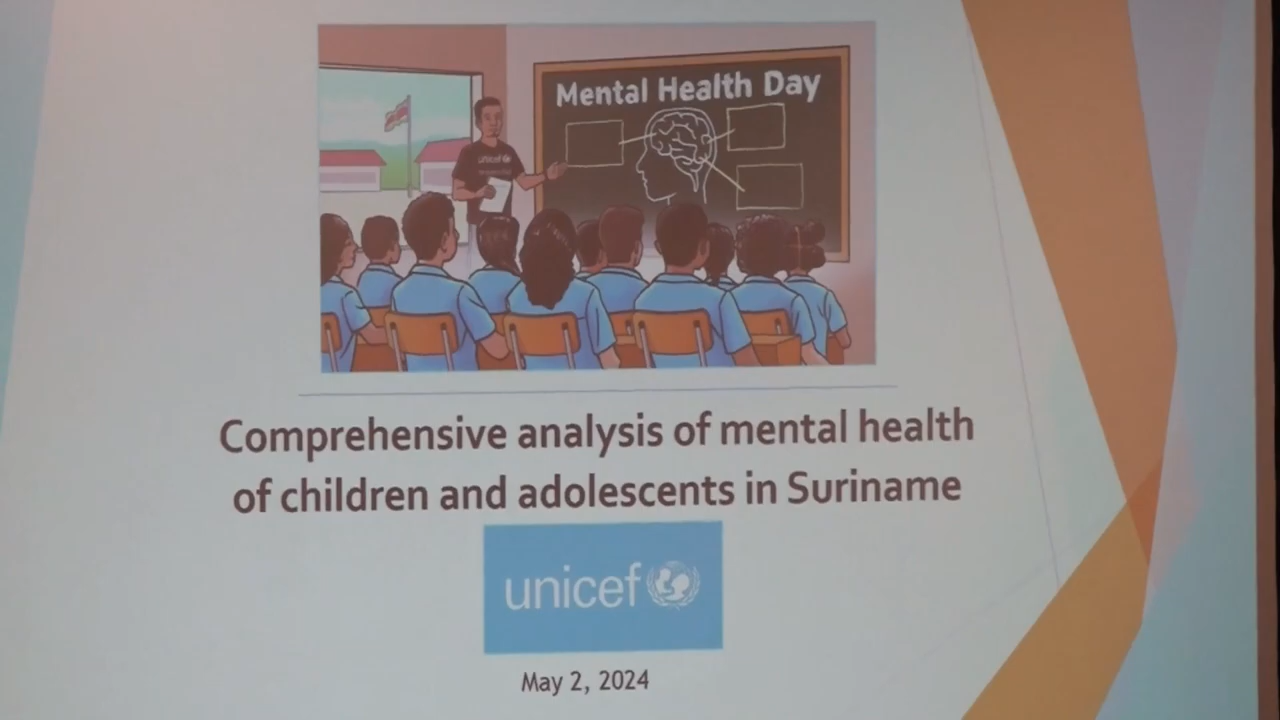 Mental Health Day
unicef
Comprehensive analysis of mental health
of children and adolescents in Suriname
unicef
May 2, 2024